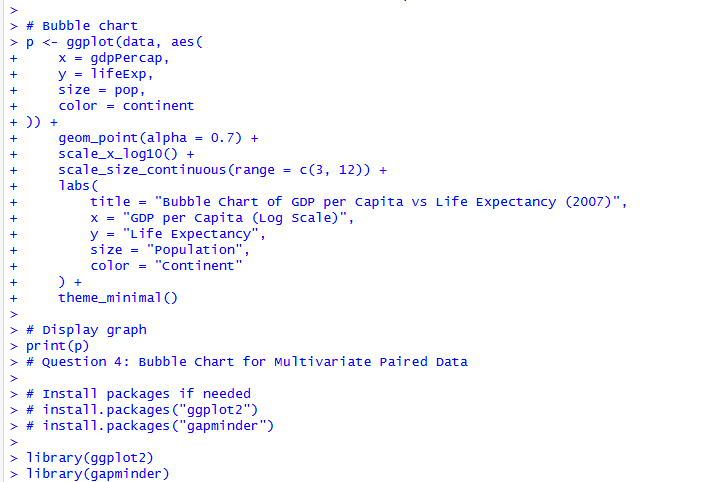 >
> # Bubble chart
> p <- ggplot(data, aes(
+     x = gdpPercap,
+     y = lifeExp,
+     size = pop,
+     color = continent
+ )) +
+     geom_point(alpha = 0.7) +
+     scale_x_log10() +
+     scale_size_continuous(range = c(3, 12)) +
+     labs(
+         title = "Bubble Chart of GDP per Capita vs Life Expectancy (2007)",
+         x = "GDP per Capita (Log Scale)",
+         y = "Life Expectancy",
+         size = "Population",
+         color = "Continent"
+     ) +
+     theme_minimal()
>
> # Display graph
> print(p)
> # Question 4: Bubble Chart for Multivariate Paired Data
>
> # Install packages if needed
> # install.packages("ggplot2")
> # install.packages("gapminder")
>
> library(ggplot2)
> library(gapminder)